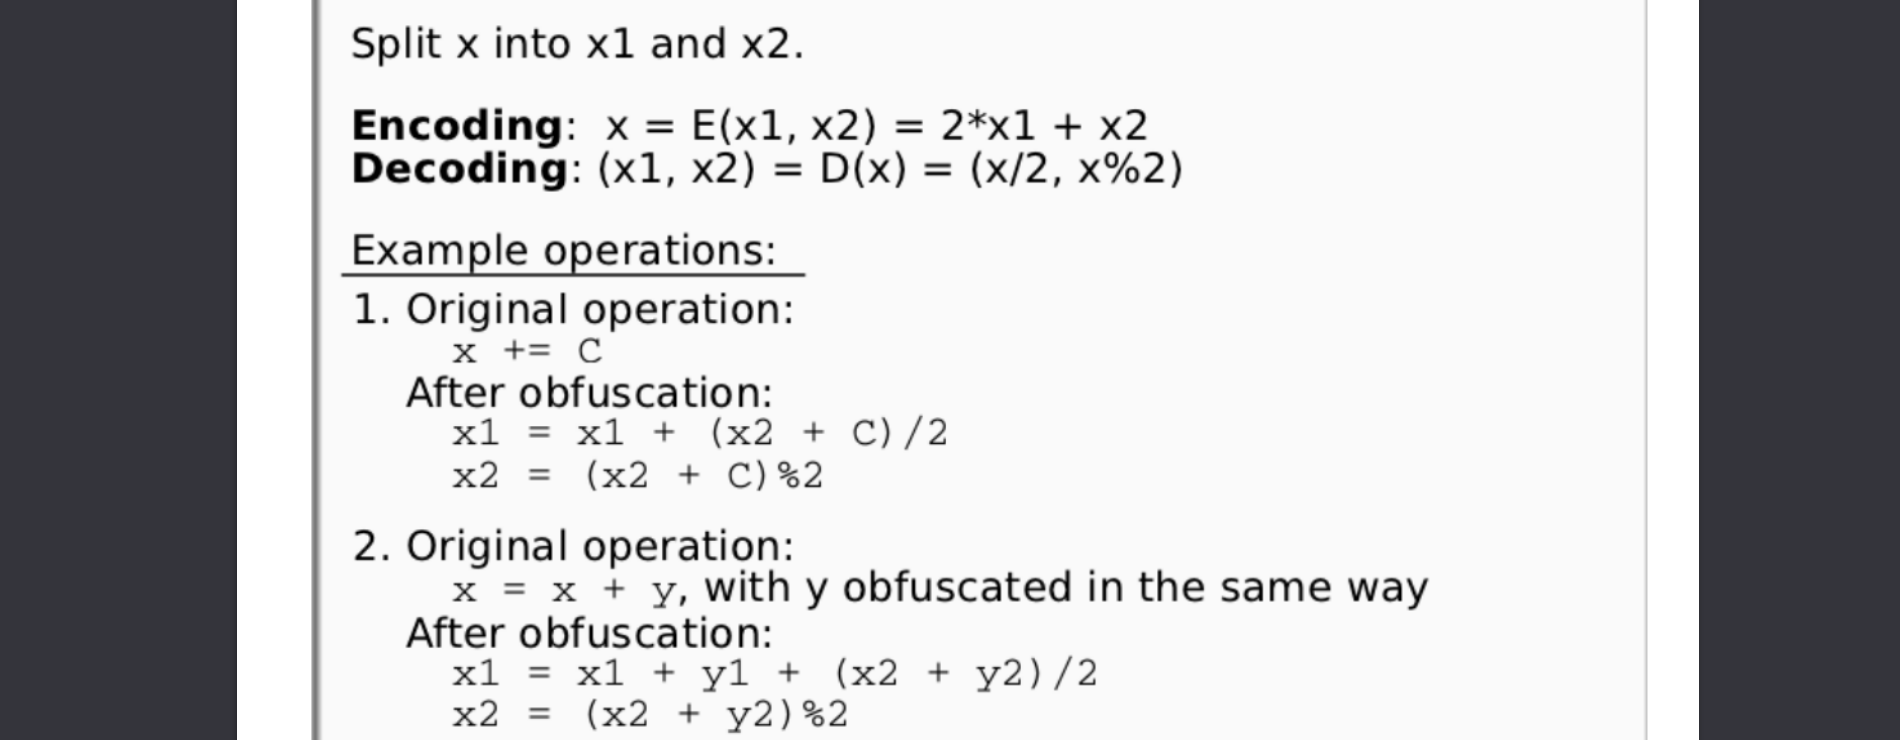 Split x into x1 and x2.
Encoding: x = E(x1, x2) = 2*x1 + x2
Decoding: (x1, x2) = D(x) = (x/2, x%2)
Example operations:
1. Original operation:
x += C
After obfuscation:
x1 = x1 + (x2 + C)/2
x2 = (x2 + C)%2
2. Original operation:
x = x + y, with y obfuscated in the same way
After obfuscation:
x1 = x1 + y1 + (x2 + y2)/2
x2 = (x2 + y2)%2